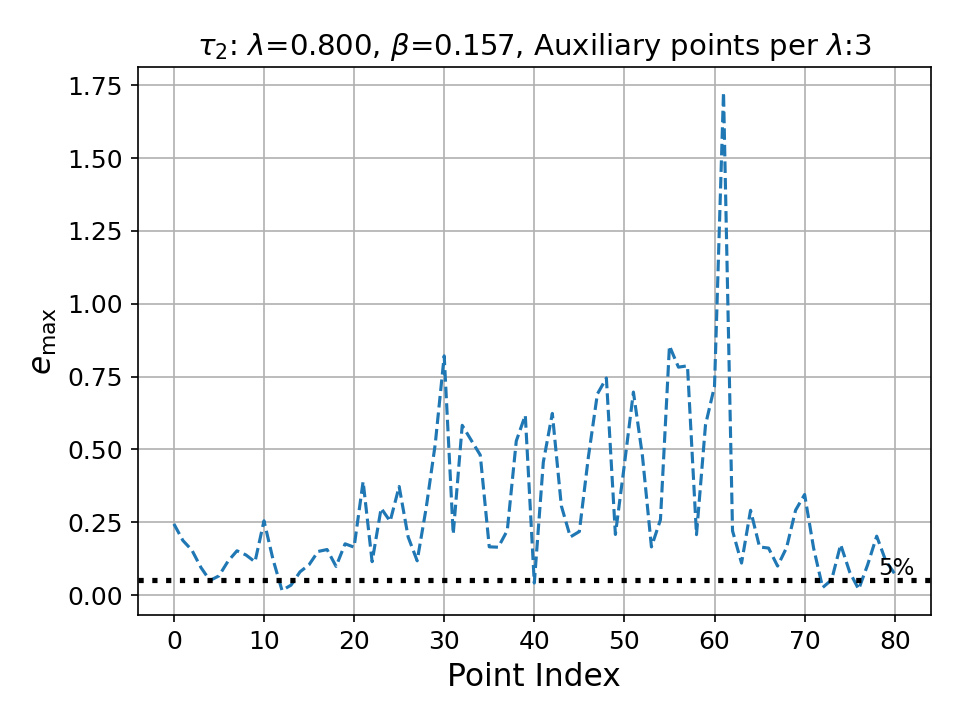 τ₂: λ=0.800, β=0.157, Auxiliary points per λ:3
1.75
1.50
1.25
1.00
0.75
0.50
0.25
0.00
e_max
5%
0 10 20 30 40 50 60 70 80
Point Index